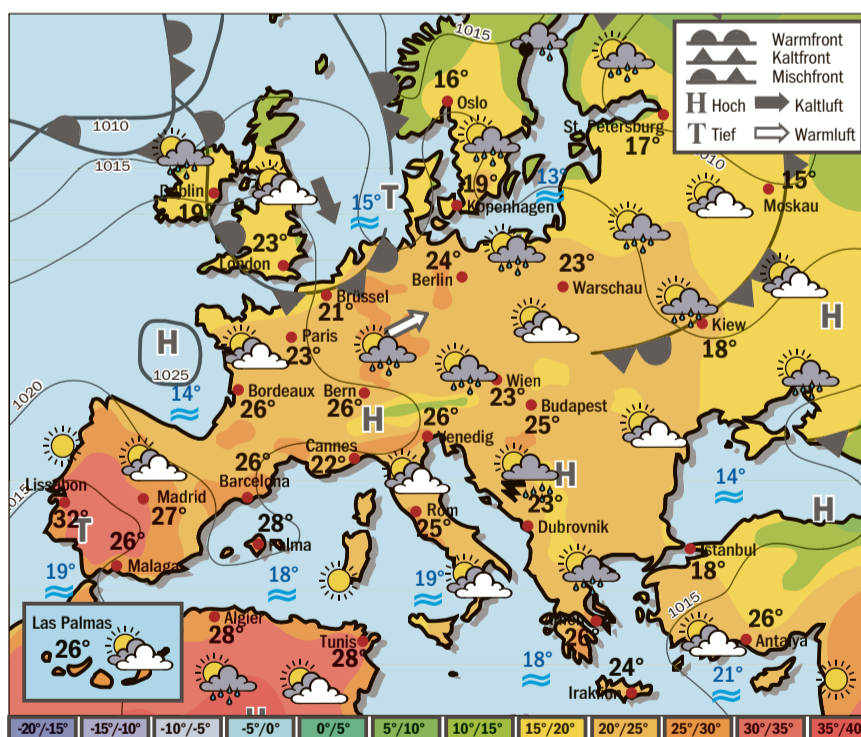 1015
Warmfront
Kaltfront
Mischfront
H Hoch Kaltluft
T Tief Warmluft
16°
Oslo
St. Petersburg
17°
1010
1010
1015
Dublin
19°
15°
T
19°
Kopenhagen
13°
15°
Moskau
23°
London
24°
Berlin
23°
Warschau
Brüssel
21°
H
1025
Paris
23°
Kiew
18°
H
1020
14°
Bordeaux
26°
Bern
26°
H
Wien
23°
Budapest
25°
26°
Venedig
Cannes
22°
1015
Lissabon
32°
T
Madrid
27°
26°
Barcelona
H
23°
Dubrovnik
14°
H
Rom
25°
28°
Palma
26°
Malaga
19°
18°
19°
Istanbul
18°
1015
26°
18°
26°
Antalya
21°
24°
Iraklion
Las Palmas
26°
Algier
28°
Tunis
28°
H
-20°/-15°
-15°/-10°
-10°/-5°
-5°/0°
0°/5°
5°/10°
10°/15°
15°/20°
20°/25°
25°/30°
30°/35°
35°/40°